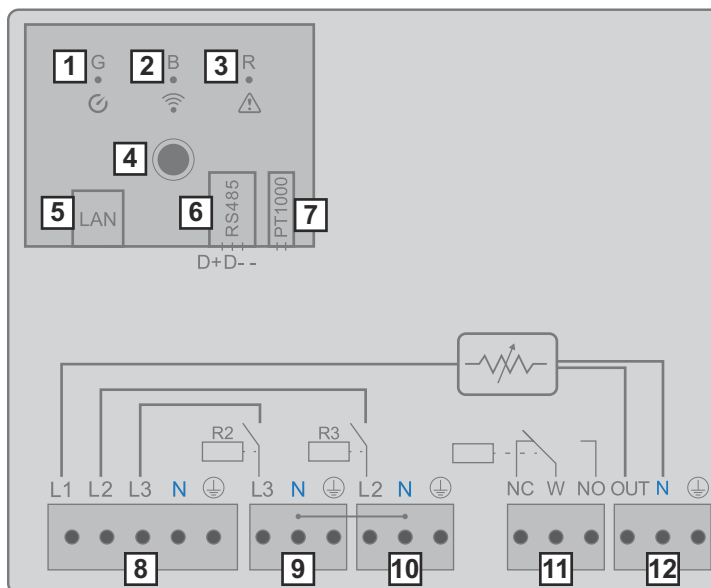 1 G 2 B 3 R
4
5 LAN 6 RS485 PT1000 7
D+D- -
R2 R3
L1 L2 L3 N L3 N L2 N NC W NO OUT N
8 9 10 11 12